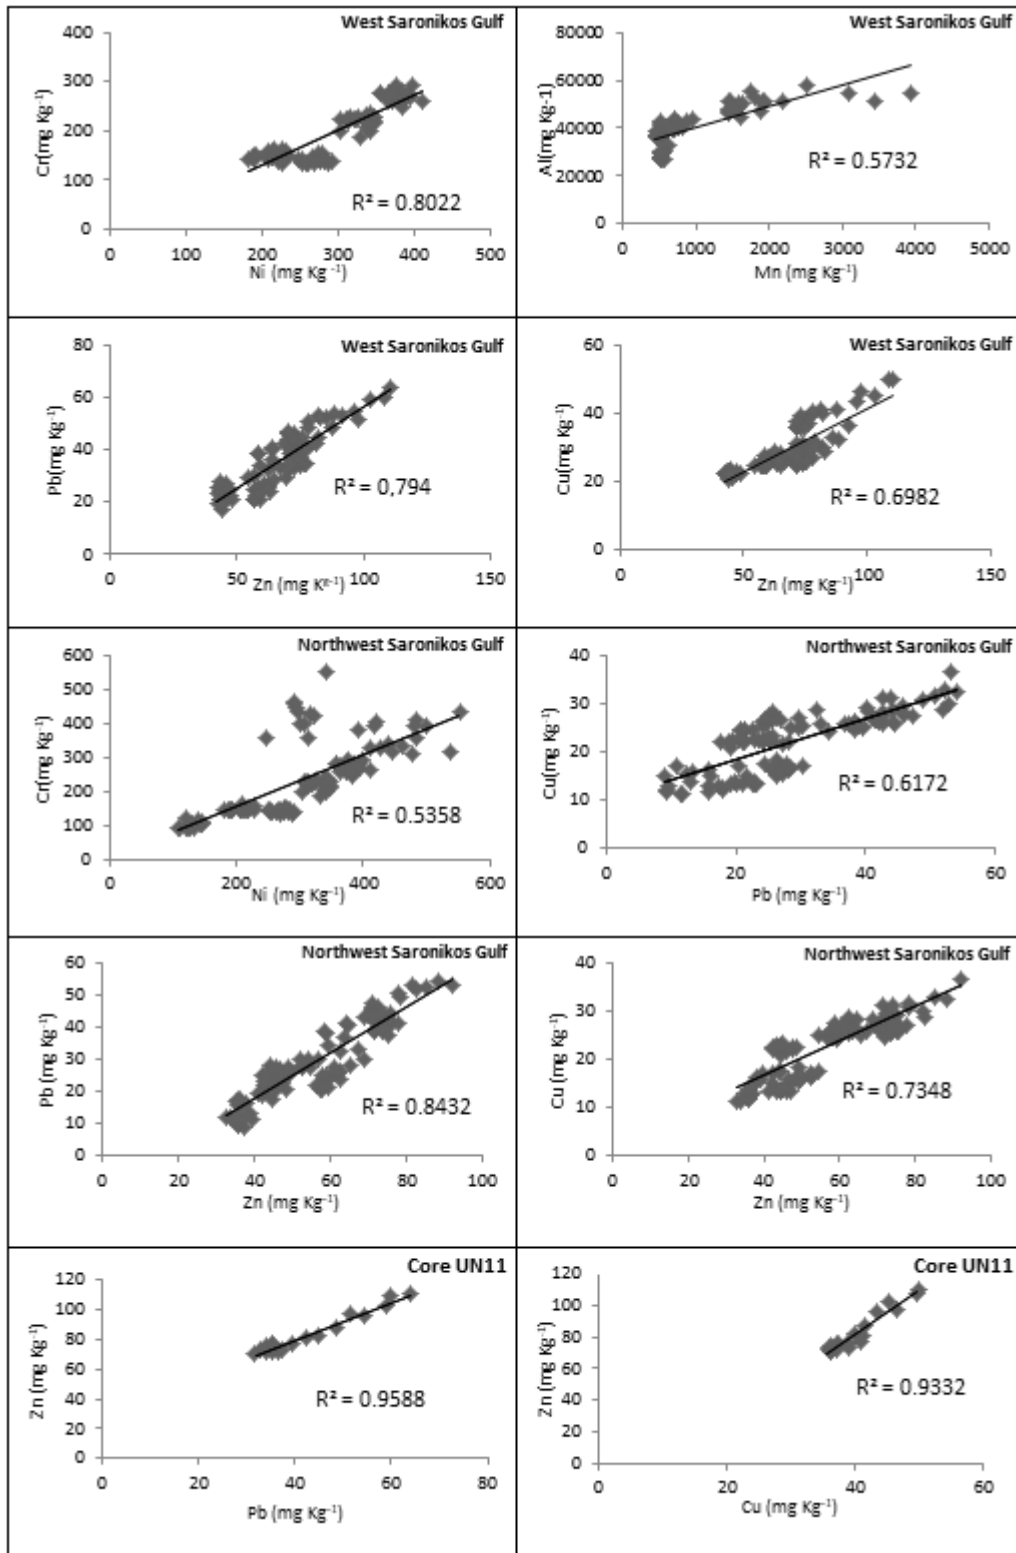 West Saronikos Gulf
400
300
200
100
0
0 100 200 300 400 500
Cr(mg Kg-1)
Ni (mg Kg-1)
R² = 0.8022
West Saronikos Gulf
80000
60000
40000
20000
0
0 1000 2000 3000 4000 5000
Al(mg Kg-1)
Mn (mg Kg-1)
R² = 0.5732
West Saronikos Gulf
80
60
40
20
0
0 50 100 150
Pb(mg Kg-1)
Zn (mg Kg-1)
R² = 0,794
West Saronikos Gulf
60
40
20
0
0 50 100 150
Cu(mg Kg-1)
Zn (mg Kg-1)
R² = 0.6982
Northwest Saronikos Gulf
600
500
400
300
200
100
0
0 200 400 600
Cr(mg Kg-1)
Ni (mg Kg-1)
R² = 0.5358
Northwest Saronikos Gulf
40
30
20
10
0
0 20 40 60
Cu(mg Kg-1)
Pb (mg Kg-1)
R² = 0.6172
Northwest Saronikos Gulf
60
50
40
30
20
10
0
0 20 40 60 80 100
Pb (mg Kg-1)
Zn (mg Kg-1)
R² = 0.8432
Northwest Saronikos Gulf
40
30
20
10
0
0 20 40 60 80 100
Cu (mg Kg-1)
Zn (mg Kg-1)
R² = 0.7348
Core UN11
120
100
80
60
40
20
0
0 20 40 60 80
Zn (mg Kg-1)
Pb (mg Kg-1)
R² = 0.9588
Core UN11
120
100
80
60
40
20
0
0 20 40 60
Zn (mg Kg-1)
Cu (mg Kg-1)
R² = 0.9332